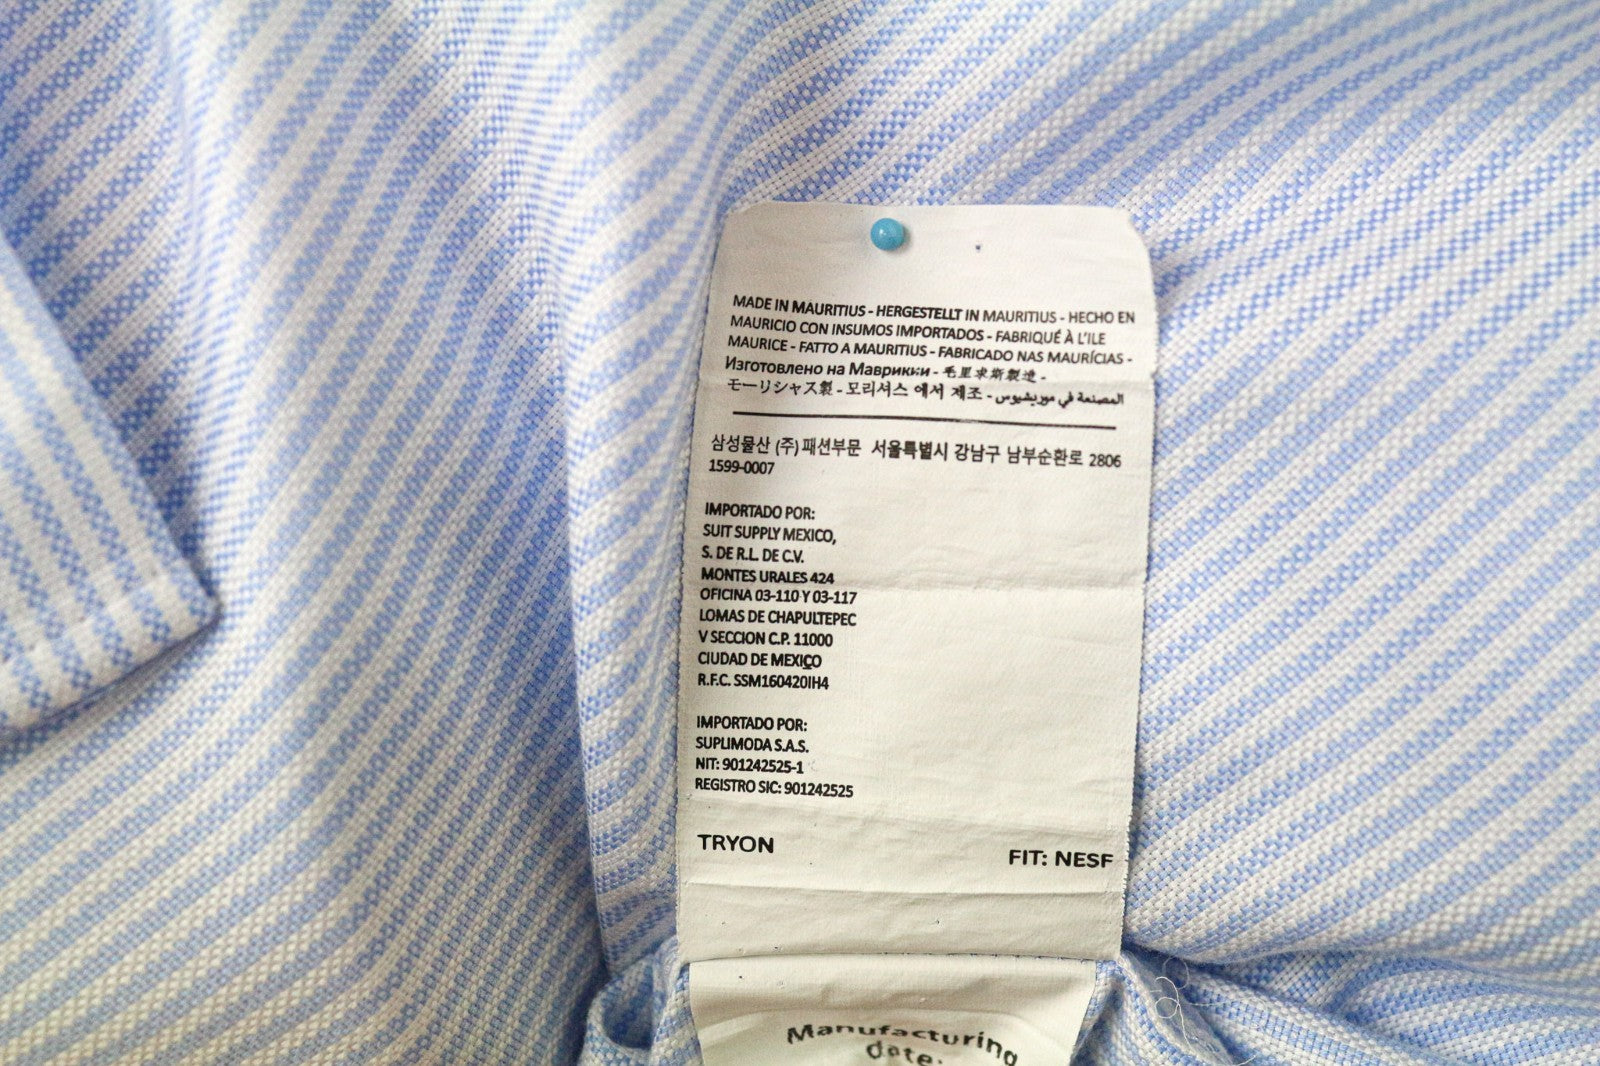 MADE IN MAURITIUS - HERGESTELLT IN MAURITIUS - HECHO EN
MAURICIO CON INSUMOS IMPORTADOS - FABRIQUÉ À L'ILE
MAURICE - FATTO A MAURITIUS - FABRICADO NAS MAURÍCIAS -
Изготовлено на Маврикки - 毛里求斯製造 -
モーリシャス製 - 모리셔스 에서 제조 - المصنعة في موريشيوس
삼성물산 (주)패션부문 서울특별시 강남구 남부순환로 2806
1599-0007
IMPORTADO POR:
SUIT SUPPLY MEXICO,
S. DE R.L. DE C.V.
MONTES URALES 424
OFICINA 03-110 Y 03-117
LOMAS DE CHAPULTEPEC
V SECCION C.P. 11000
CIUDAD DE MEXICO
R.F.C. SSM160420IH4
IMPORTADO POR:
SUPLIMODA S.A.S.
NIT: 901242525-1
REGISTRO SIC: 901242525
TRYON
FIT: NESF
Manufacturing
date: